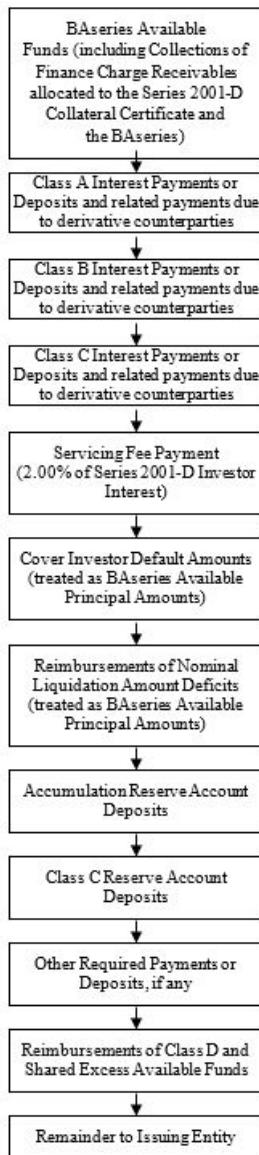 BAseries Available
Funds (including Collections of
Finance Charge Receivables
allocated to the Series 2001-D
Collateral Certificate and
the BAseries)
Class A Interest Payments or
Deposits and related payments due
to derivative counterparties
Class B Interest Payments or
Deposits and related payments due
to derivative counterparties
Class C Interest Payments or
Deposits and related payments due
to derivative counterparties
Servicing Fee Payment
(2.00% of Series 2001-D Investor
Interest)
Cover Investor Default Amounts
(treated as BAseries Available
Principal Amounts)
Reimbursements of Nominal
Liquidation Amount Deficits
(treated as BAseries Available
Principal Amounts)
Accumulation Reserve Account
Deposits
Class C Reserve Account
Deposits
Other Required Payments or
Deposits, if any
Reimbursements of Class D and
Shared Excess Available Funds
Remainder to Issuing Entity